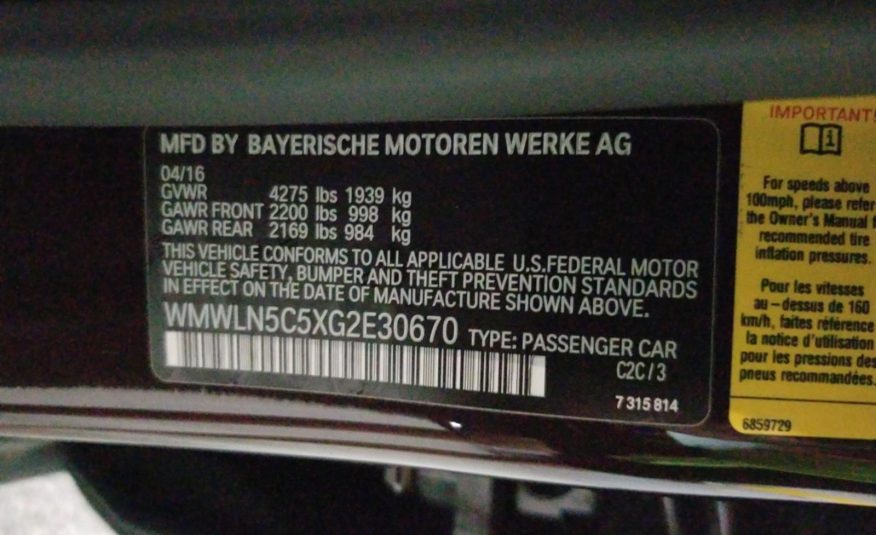 MFD BY BAYERISCHE MOTOREN WERKE AG
04/16
GVWR 4275 lbs 1939 kg
GAWR FRONT 2200 lbs 998 kg
GAWR REAR 2169 lbs 984 kg
THIS VEHICLE CONFORMS TO ALL APPLICABLE U.S.FEDERAL MOTOR
VEHICLE SAFETY, BUMPER AND THEFT PREVENTION STANDARDS
IN EFFECT ON THE DATE OF MANUFACTURE SHOWN ABOVE.
WMWLN5C5XG2E30670 TYPE: PASSENGER CAR
C2C/3
7 315 814
IMPORTANT!
i
For speeds above
100mph, please refer
the Owner's Manual
recommended tire
inflation pressures.
Pour les vitesses
au-dessus de 160
km/h, faites référence
la notice d'utilisation
pour les pressions des
pneus recommandées.
6859729